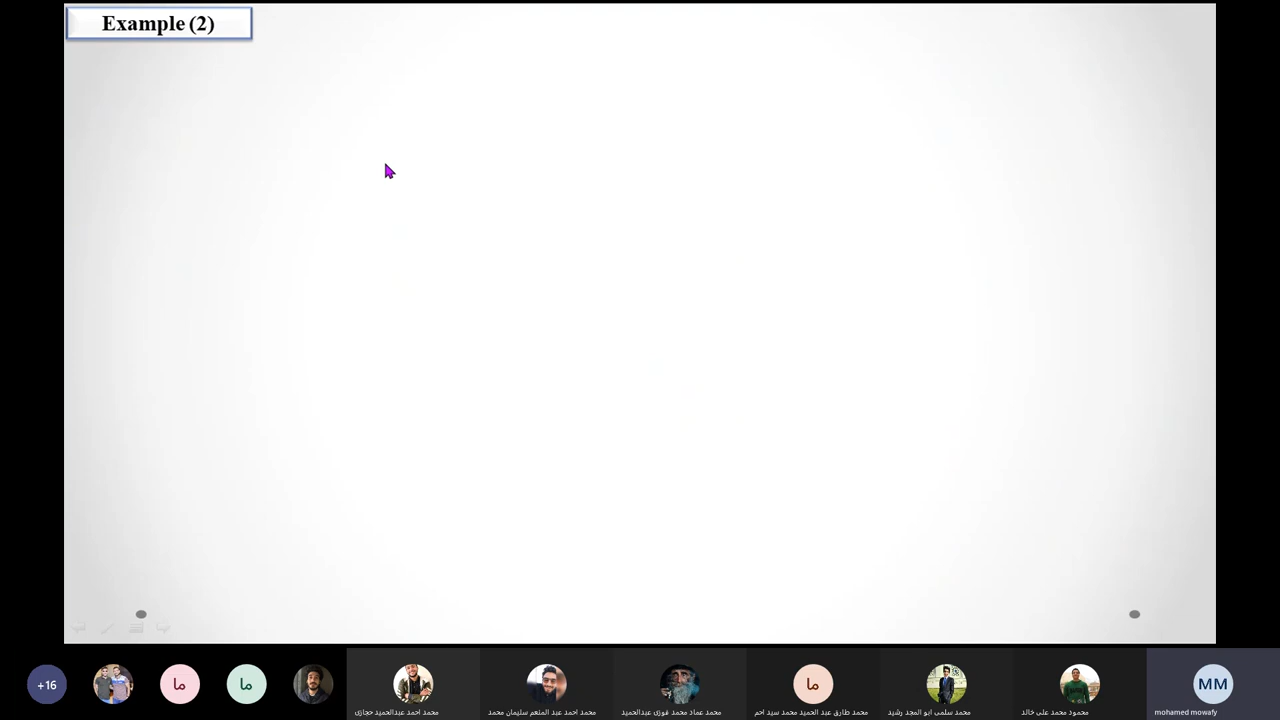 Example (2)
+16
ما
ما
ما
MM
محمد احمد عبدالحميد حجازى
محمد احمد عبد المنعم سليمان محمد
محمد عماد محمد فوزى عبدالحميد
محمد طارق عبد الحميد محمد سيد احم
محمد سلمى ابو المجد رشيد
محمود محمد على خالد
mohamed mowafy